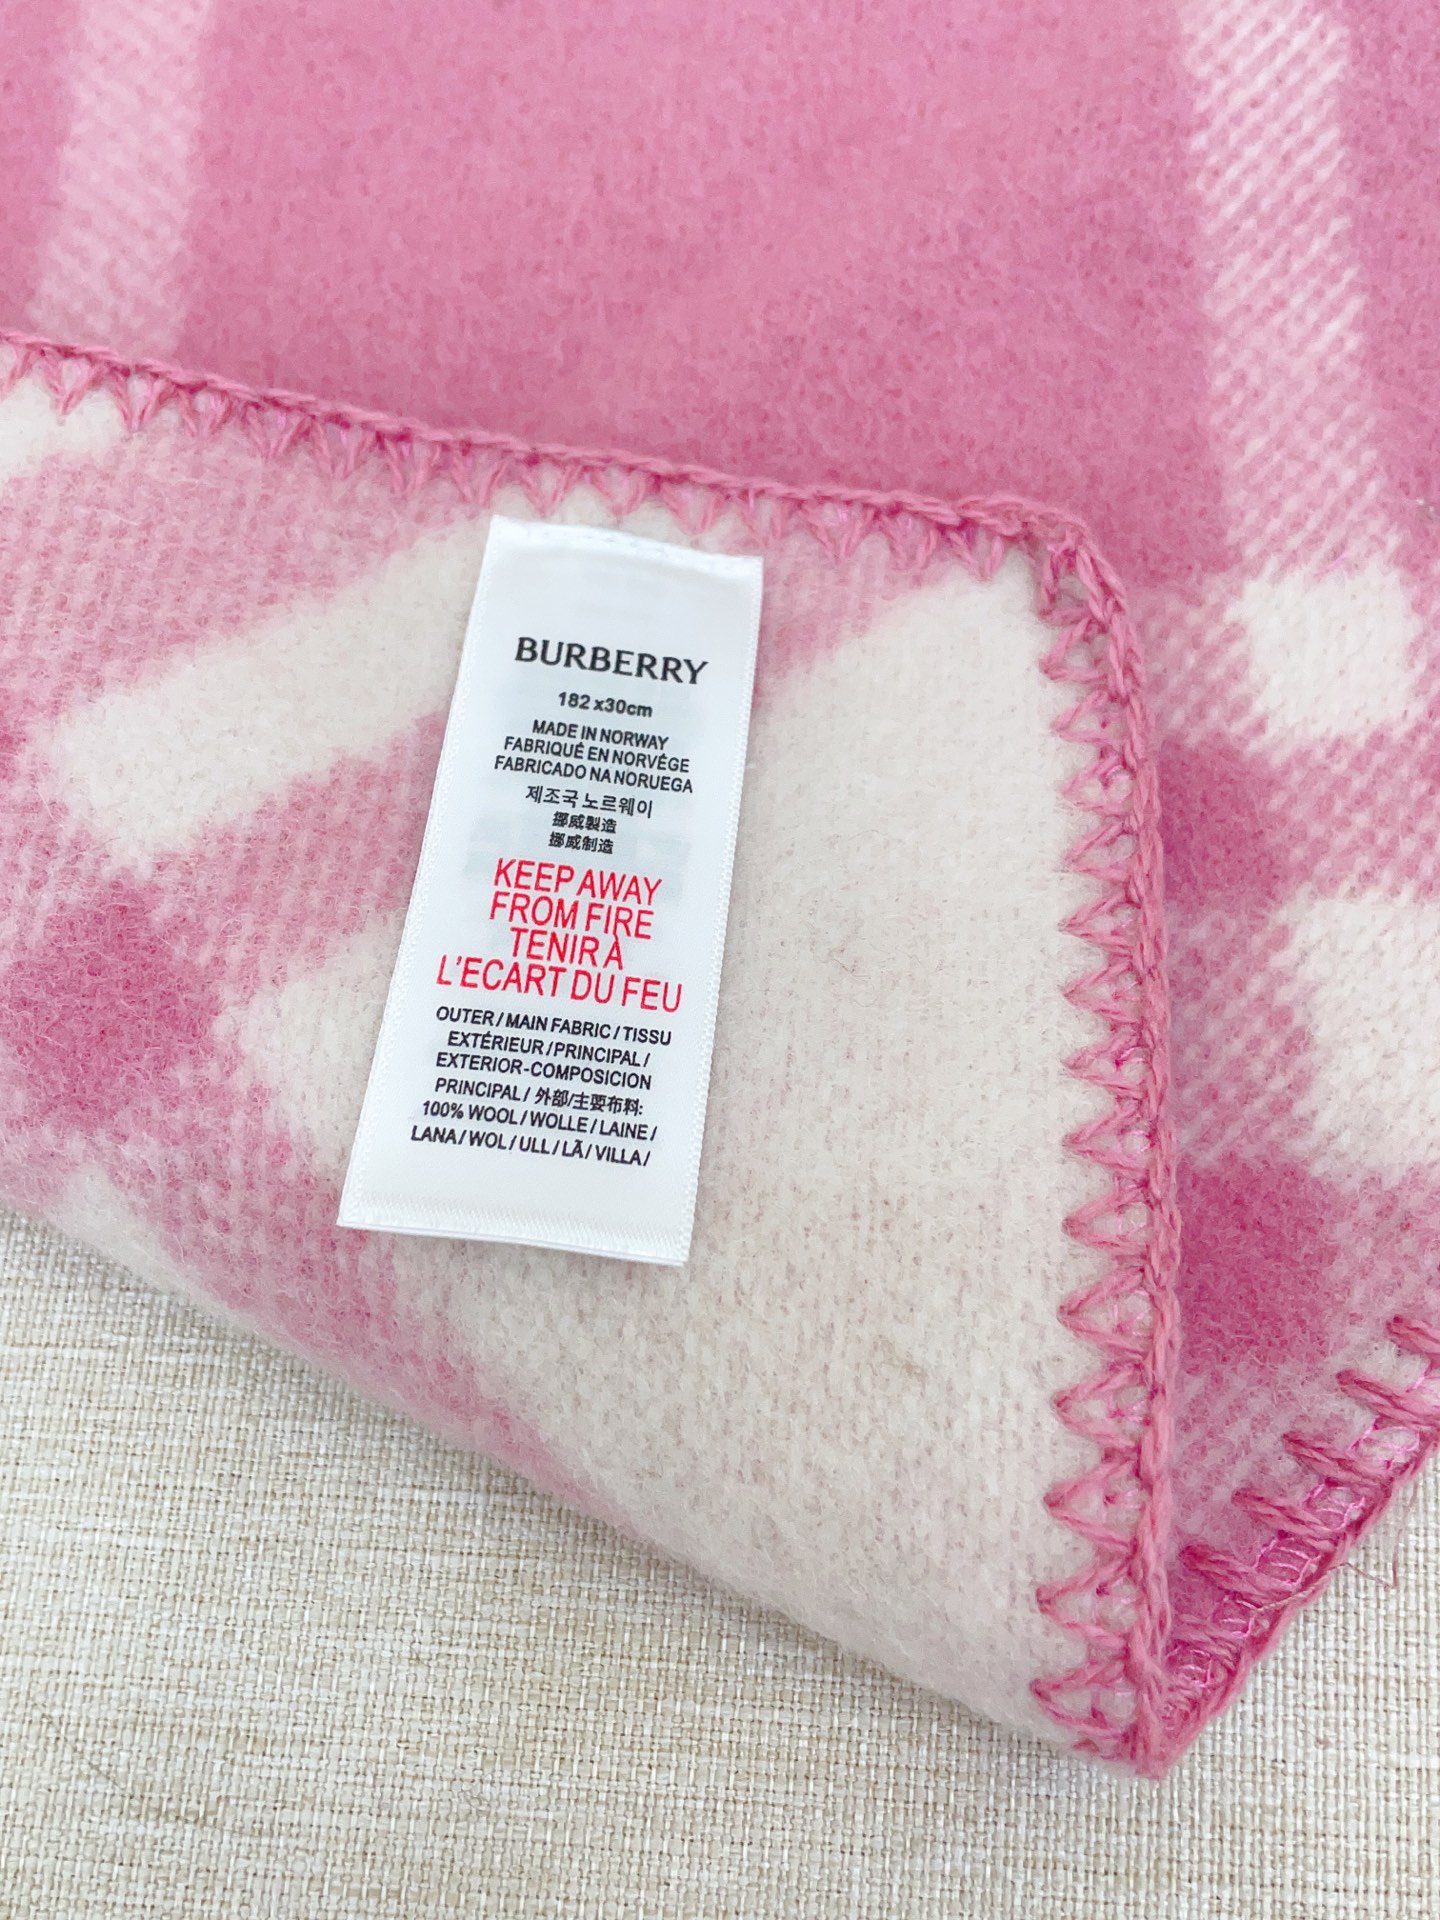 BURBERRY
182 x30cm
MADE IN NORWAY
FABRIQUÉ EN NORVÉGE
FABRICADO NA NORUEGA
제조국 노르웨이
挪威製造
挪威制造
KEEP AWAY
FROM FIRE
TENIR À
L'ECART DU FEU
OUTER / MAIN FABRIC / TISSU
EXTÉRIEUR / PRINCIPAL /
EXTERIOR-COMPOSICION
PRINCIPAL / 外部/主要布料:
100% WOOL / WOLLE / LAINE /
LANA / WOL / ULL / LÃ / VILLA /